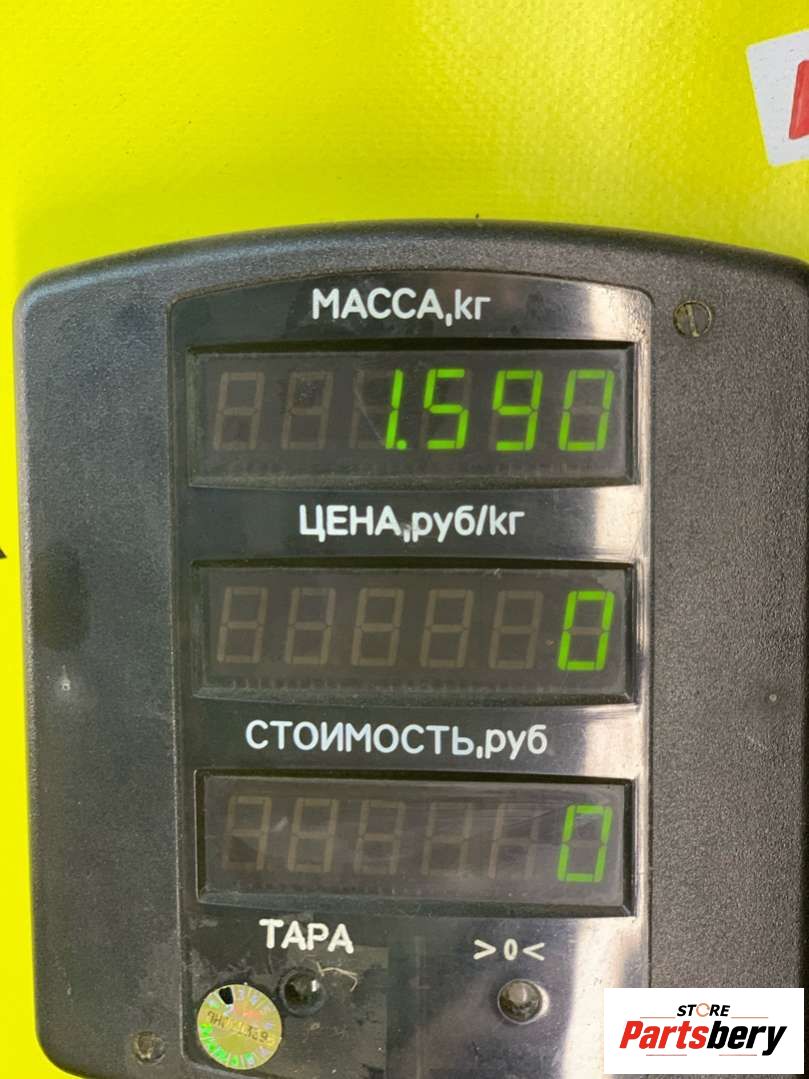 МАССА,кг
1.590
ЦЕНА,руб/кг
0
СТОИМОСТЬ,руб
0
ТАРА
>0<
STORE
Partsbery